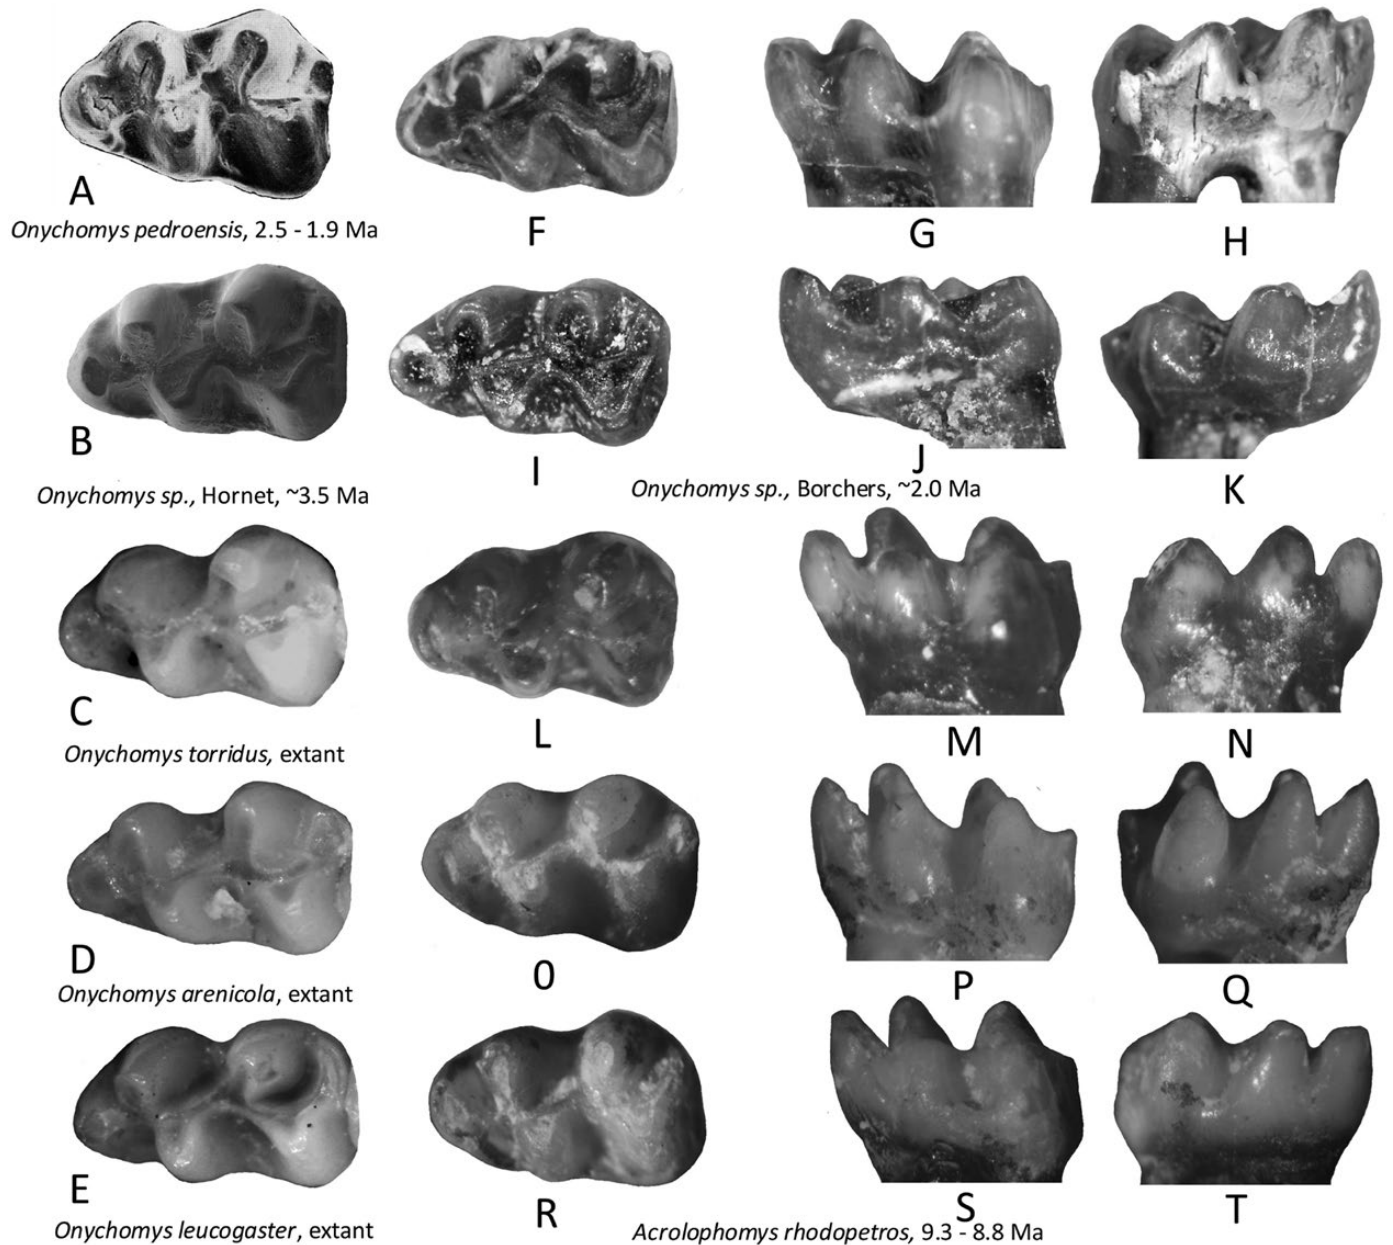 A
Onychomys pedroensis, 2.5 - 1.9 Ma
F
G
H
B
Onychomys sp., Hornet, ~3.5 Ma
I
J
K
Onychomys sp., Borchers, ~2.0 Ma
C
Onychomys torridus, extant
L
M
N
D
Onychomys arenicola, extant
0
P
Q
E
Onychomys leucogaster, extant
R
S
T
Acrolophomys rhodopetros, 9.3 - 8.8 Ma